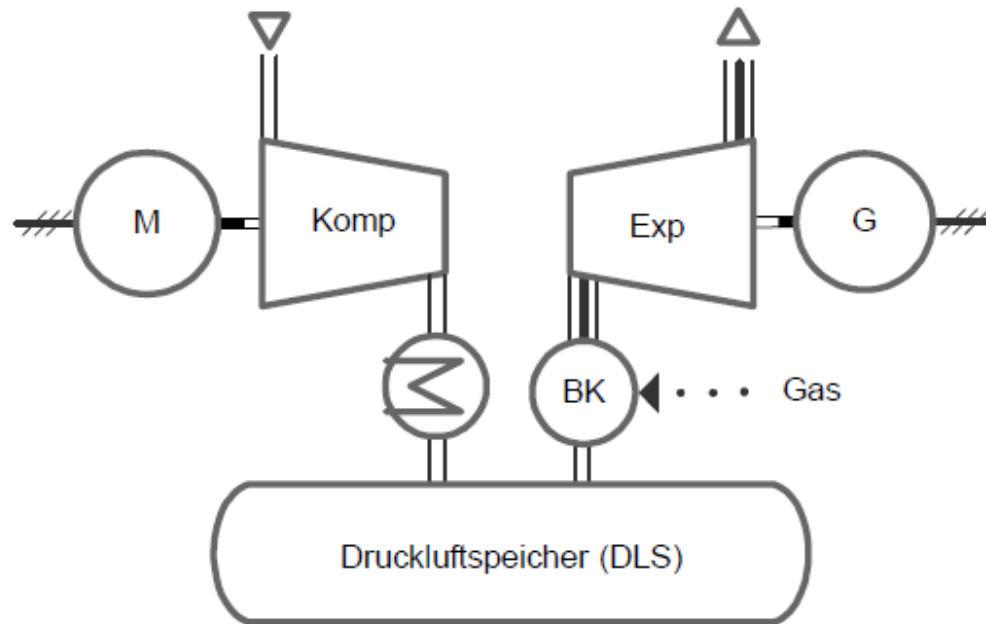 M
Komp
Exp
G
BK
Gas
Druckluftspeicher (DLS)